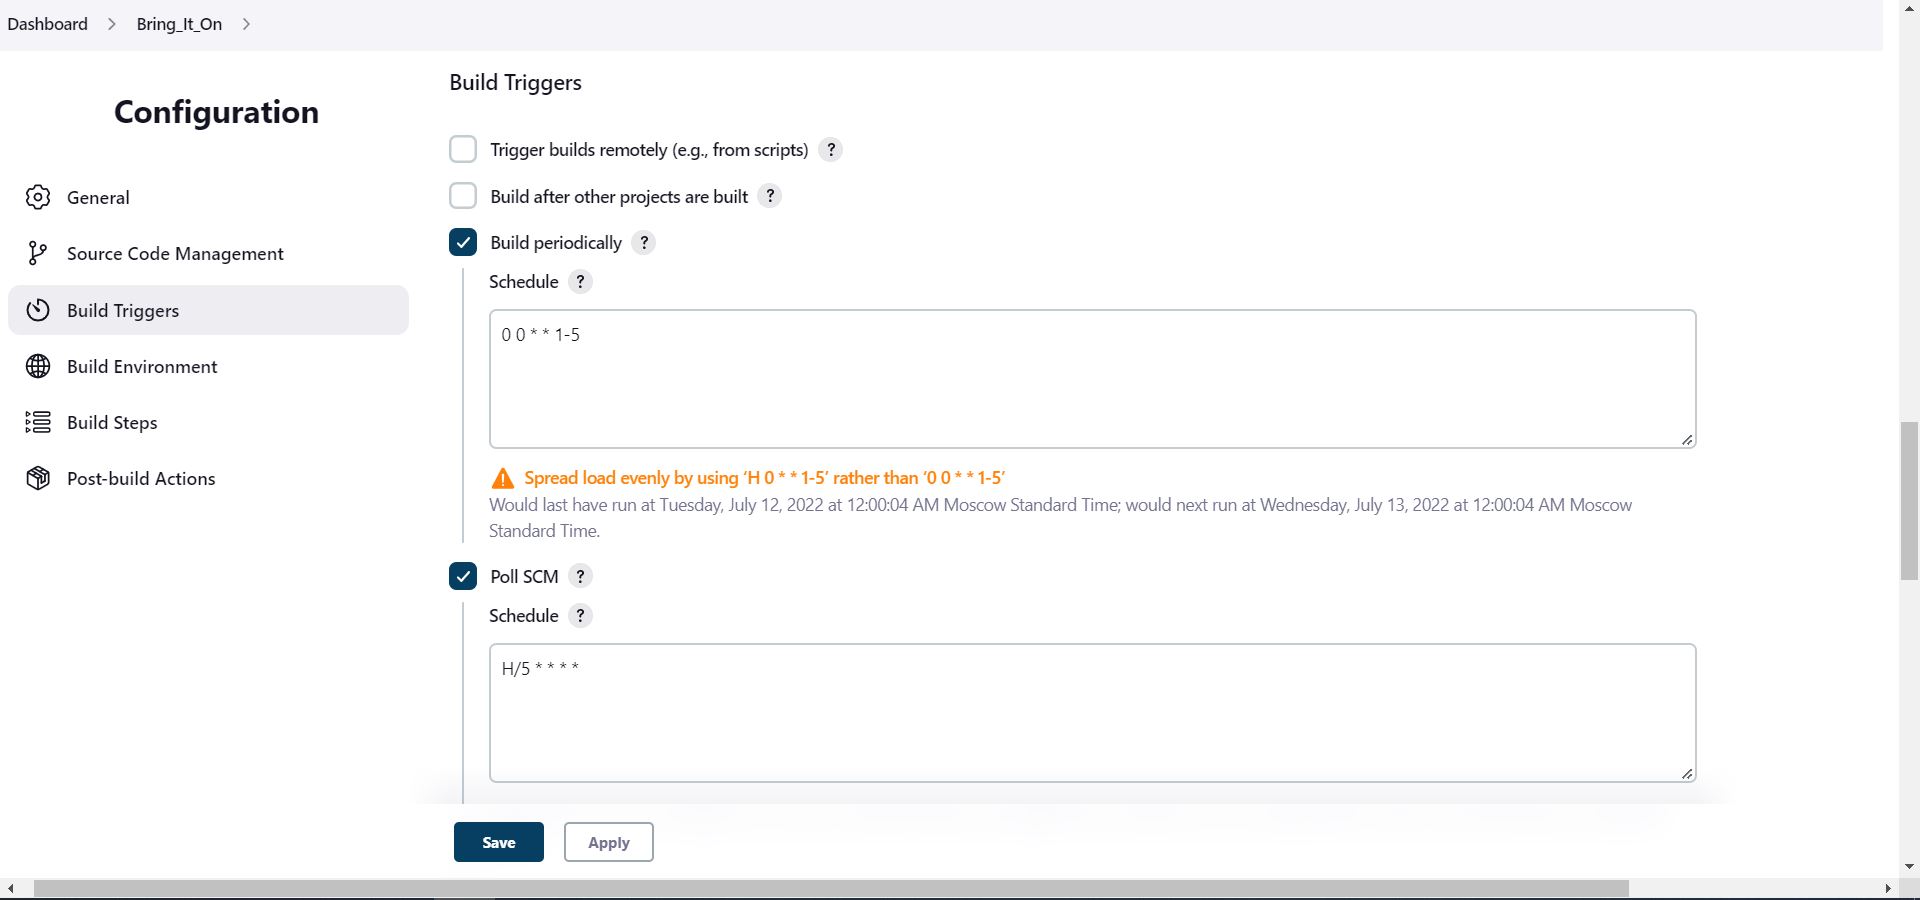 Dashboard > Bring_It_On >
Configuration
General
Source Code Management
Build Triggers
Build Environment
Build Steps
Post-build Actions
Build Triggers
Trigger builds remotely (e.g., from scripts) ?
Build after other projects are built ?
Build periodically ?
Schedule ?
0 0 * * 1-5
Spread load evenly by using ‘H 0 * * 1-5’ rather than ‘0 0 * * 1-5’
Would last have run at Tuesday, July 12, 2022 at 12:00:04 AM Moscow Standard Time; would next run at Wednesday, July 13, 2022 at 12:00:04 AM Moscow
Standard Time.
Poll SCM ?
Schedule ?
H/5 * * * *
Save Apply